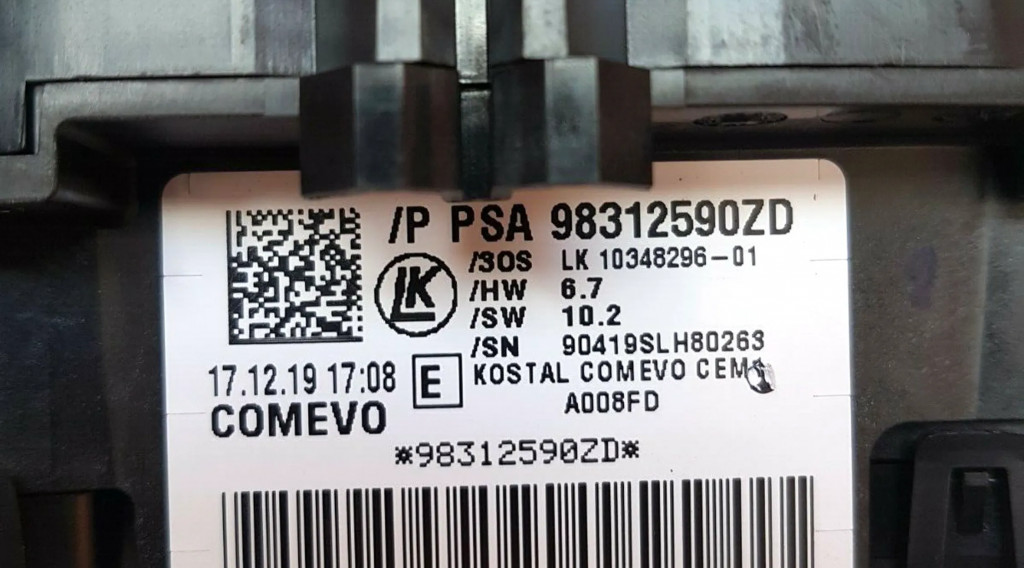 /P PSA 98312590ZD
/3OS LK 10348296-01
LK
/HW 6.7
/SW 10.2
/SN 90419SLH80263
17.12.19 17:08 E KOSTAL COMEVO
A008FD
COMEVO
*98312590ZD*